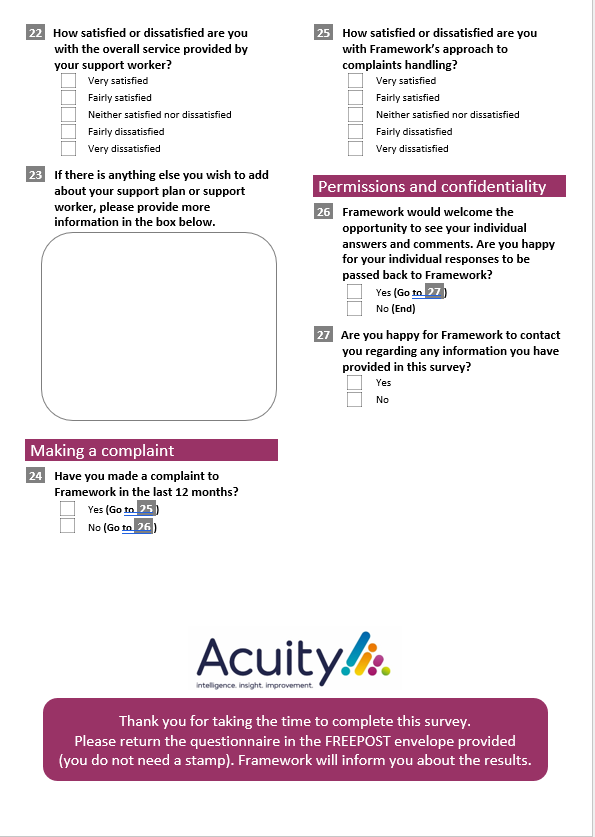 22 How satisfied or dissatisfied are you
with the overall service provided by
your support worker?
Very satisfied
Fairly satisfied
Neither satisfied nor dissatisfied
Fairly dissatisfied
Very dissatisfied
23 If there is anything else you wish to add
about your support plan or support
worker, please provide more
information in the box below.
Making a complaint
24 Have you made a complaint to
Framework in the last 12 months?
Yes (Go to 25)
No (Go to 26)
25 How satisfied or dissatisfied are you
with Framework's approach to
complaints handling?
Very satisfied
Fairly satisfied
Neither satisfied nor dissatisfied
Fairly dissatisfied
Very dissatisfied
Permissions and confidentiality
26 Framework would welcome the
opportunity to see your individual
answers and comments. Are you happy
for your individual responses to be
passed back to Framework?
Yes (Go to 27)
No (End)
27 Are you happy for Framework to contact
you regarding any information you have
provided in this survey?
Yes
No
Acuity
intelligence. insight. improvement.
Thank you for taking the time to complete this survey.
Please return the questionnaire in the FREEPOST envelope provided
(you do not need a stamp). Framework will inform you about the results.